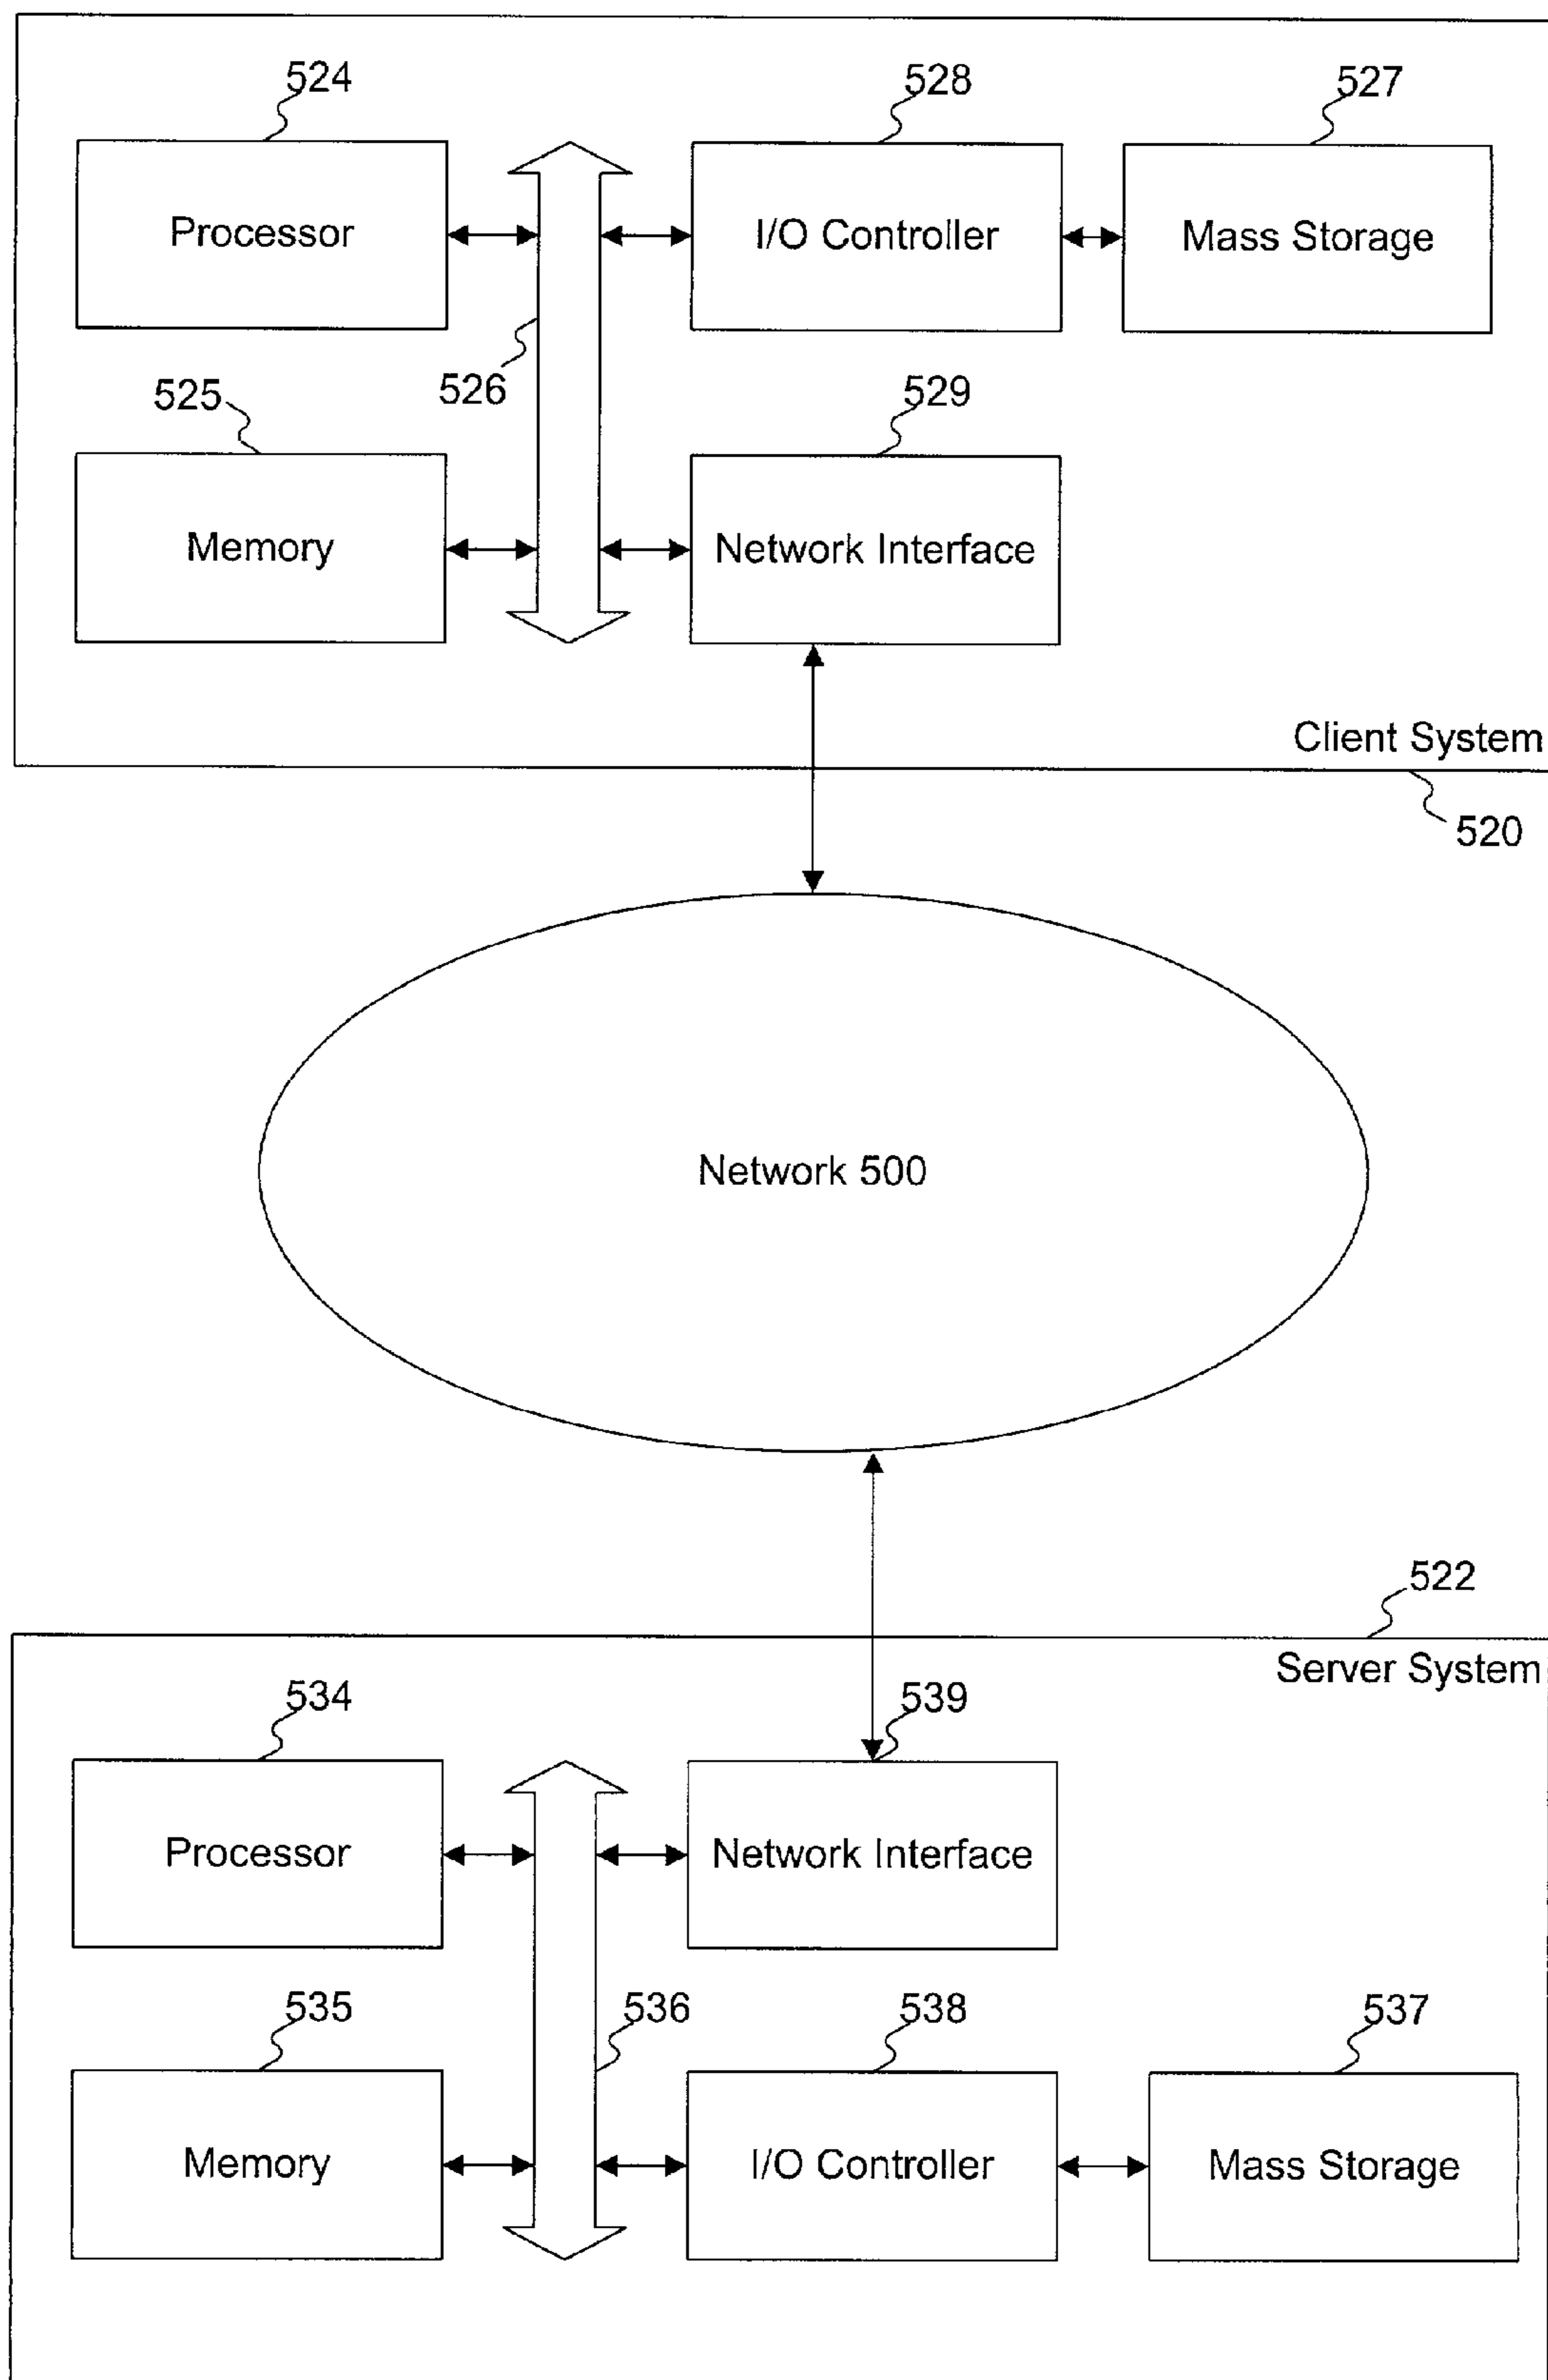 524
528
527
Processor
I/O Controller
Mass Storage
526
525
529
Memory
Network Interface
Client System
520
Network 500
522
Server System
534
539
Processor
Network Interface
535
536
538
537
Memory
I/O Controller
Mass Storage